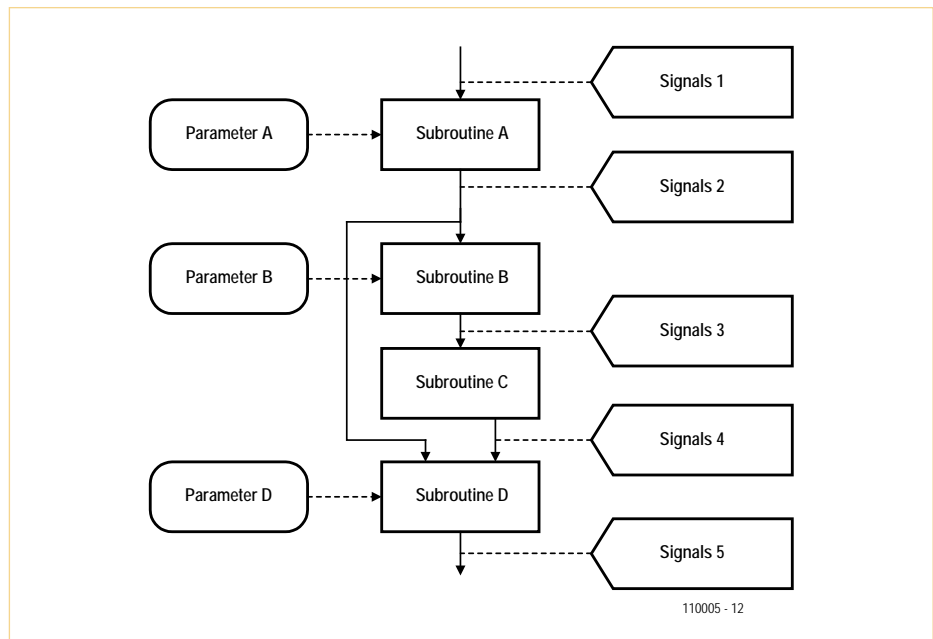 Signals 1
Parameter A
Subroutine A
Signals 2
Parameter B
Subroutine B
Signals 3
Subroutine C
Signals 4
Parameter D
Subroutine D
Signals 5
110005 - 12